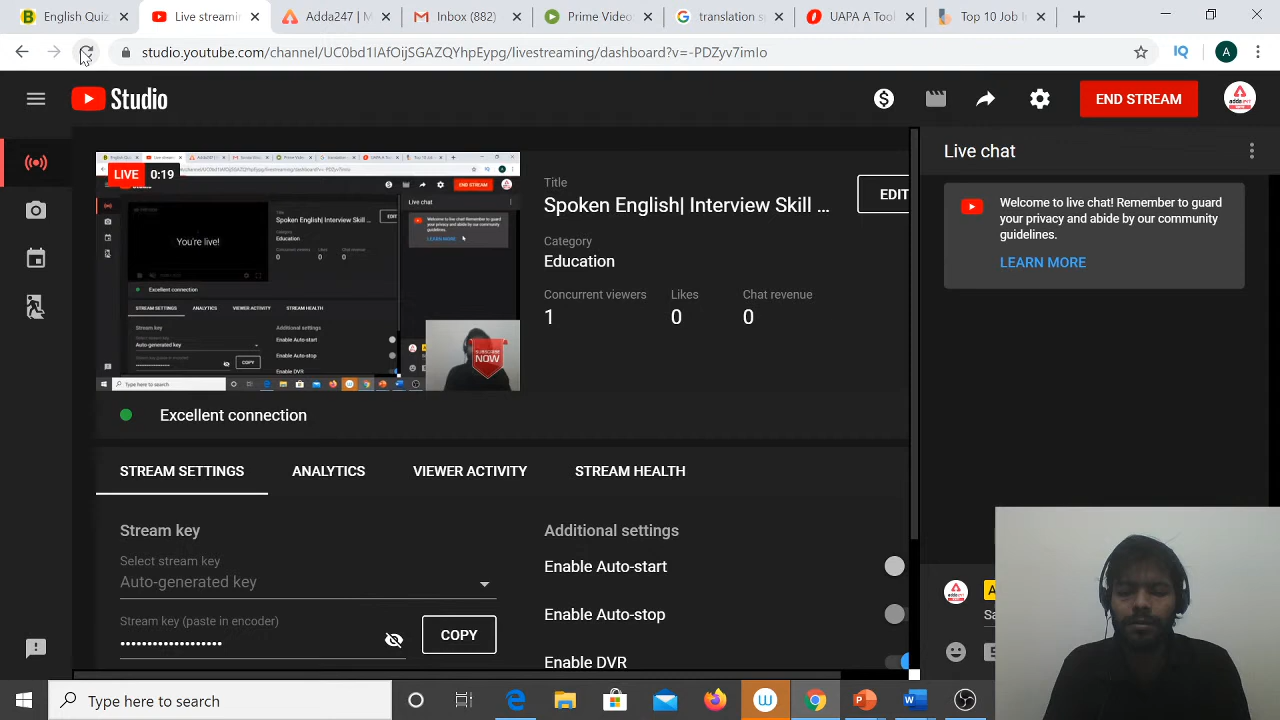 English Quiz
Live stream
Adda247 | M
Inbox (882)
Prime Video:
translation s
UAPA A Tool
Top 10 Job I
studio.youtube.com/channel/UC0bd1IAfOijSGAZQYhpEypg/livestreaming/dashboard?v=-PDZyv7imIo
Studio
END STREAM
LIVE 0:19
You're live!
SUBSCRIBE
NOW
Excellent connection
Title
Spoken English| Interview Skill ...
EDIT
Category
Education
Concurrent viewers
Likes
Chat revenue
1
0
0
STREAM SETTINGS
ANALYTICS
VIEWER ACTIVITY
STREAM HEALTH
Stream key
Select stream key
Auto-generated key
Stream key (paste in encoder)
COPY
Additional settings
Enable Auto-start
Enable Auto-stop
Enable DVR
Live chat
Welcome to live chat! Remember to guard
your privacy and abide by our community
guidelines.
LEARN MORE
Type here to search